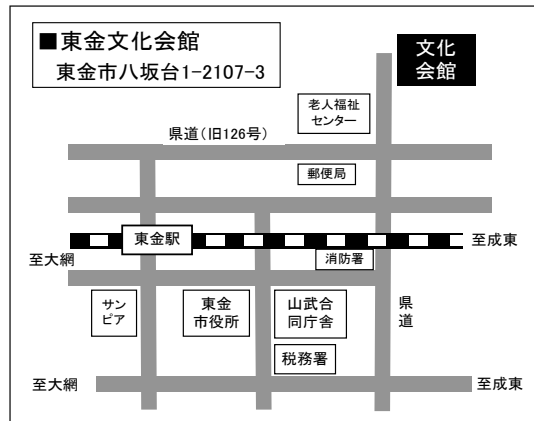 ■東金文化会館
東金市八坂台1-2107-3
文化
会館
老人福祉
センター
県道(旧126号)
郵便局
東金駅
至成東
至大網
消防署
サン
ピア
東金
市役所
山武合
同庁舎
県
道
税務署
至大網
至成東